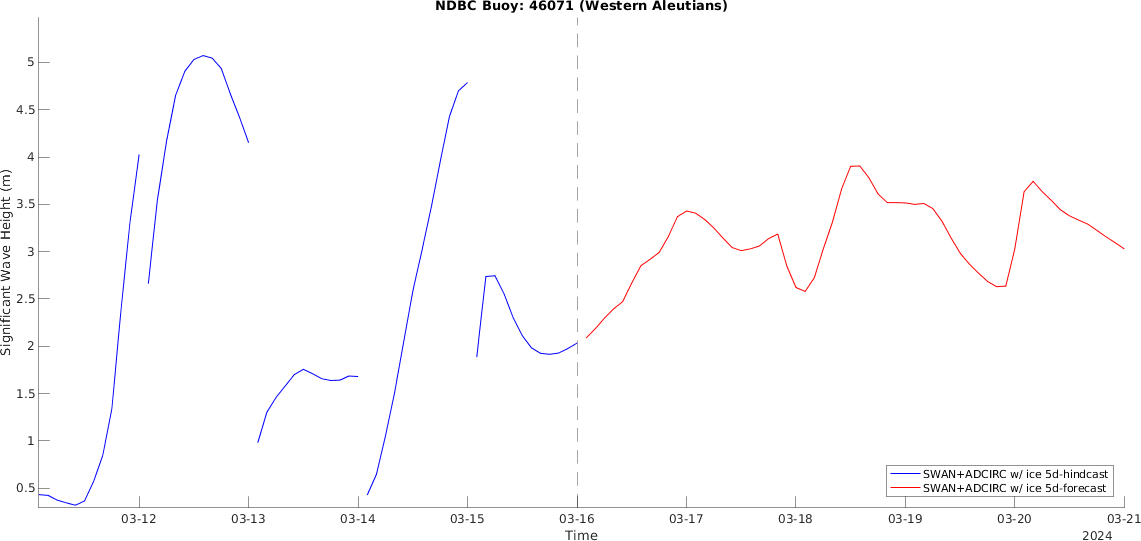 NDBC Buoy: 46071 (Western Aleutians)
Significant Wave Height (m)
5
4.5
4
3.5
3
2.5
2
1.5
1
0.5
SWAN+ADCIRC w/ ice 5d-hindcast
SWAN+ADCIRC w/ ice 5d-forecast
03-12 03-13 03-14 03-15 03-16 03-17 03-18 03-19 03-20 03-21
Time
2024